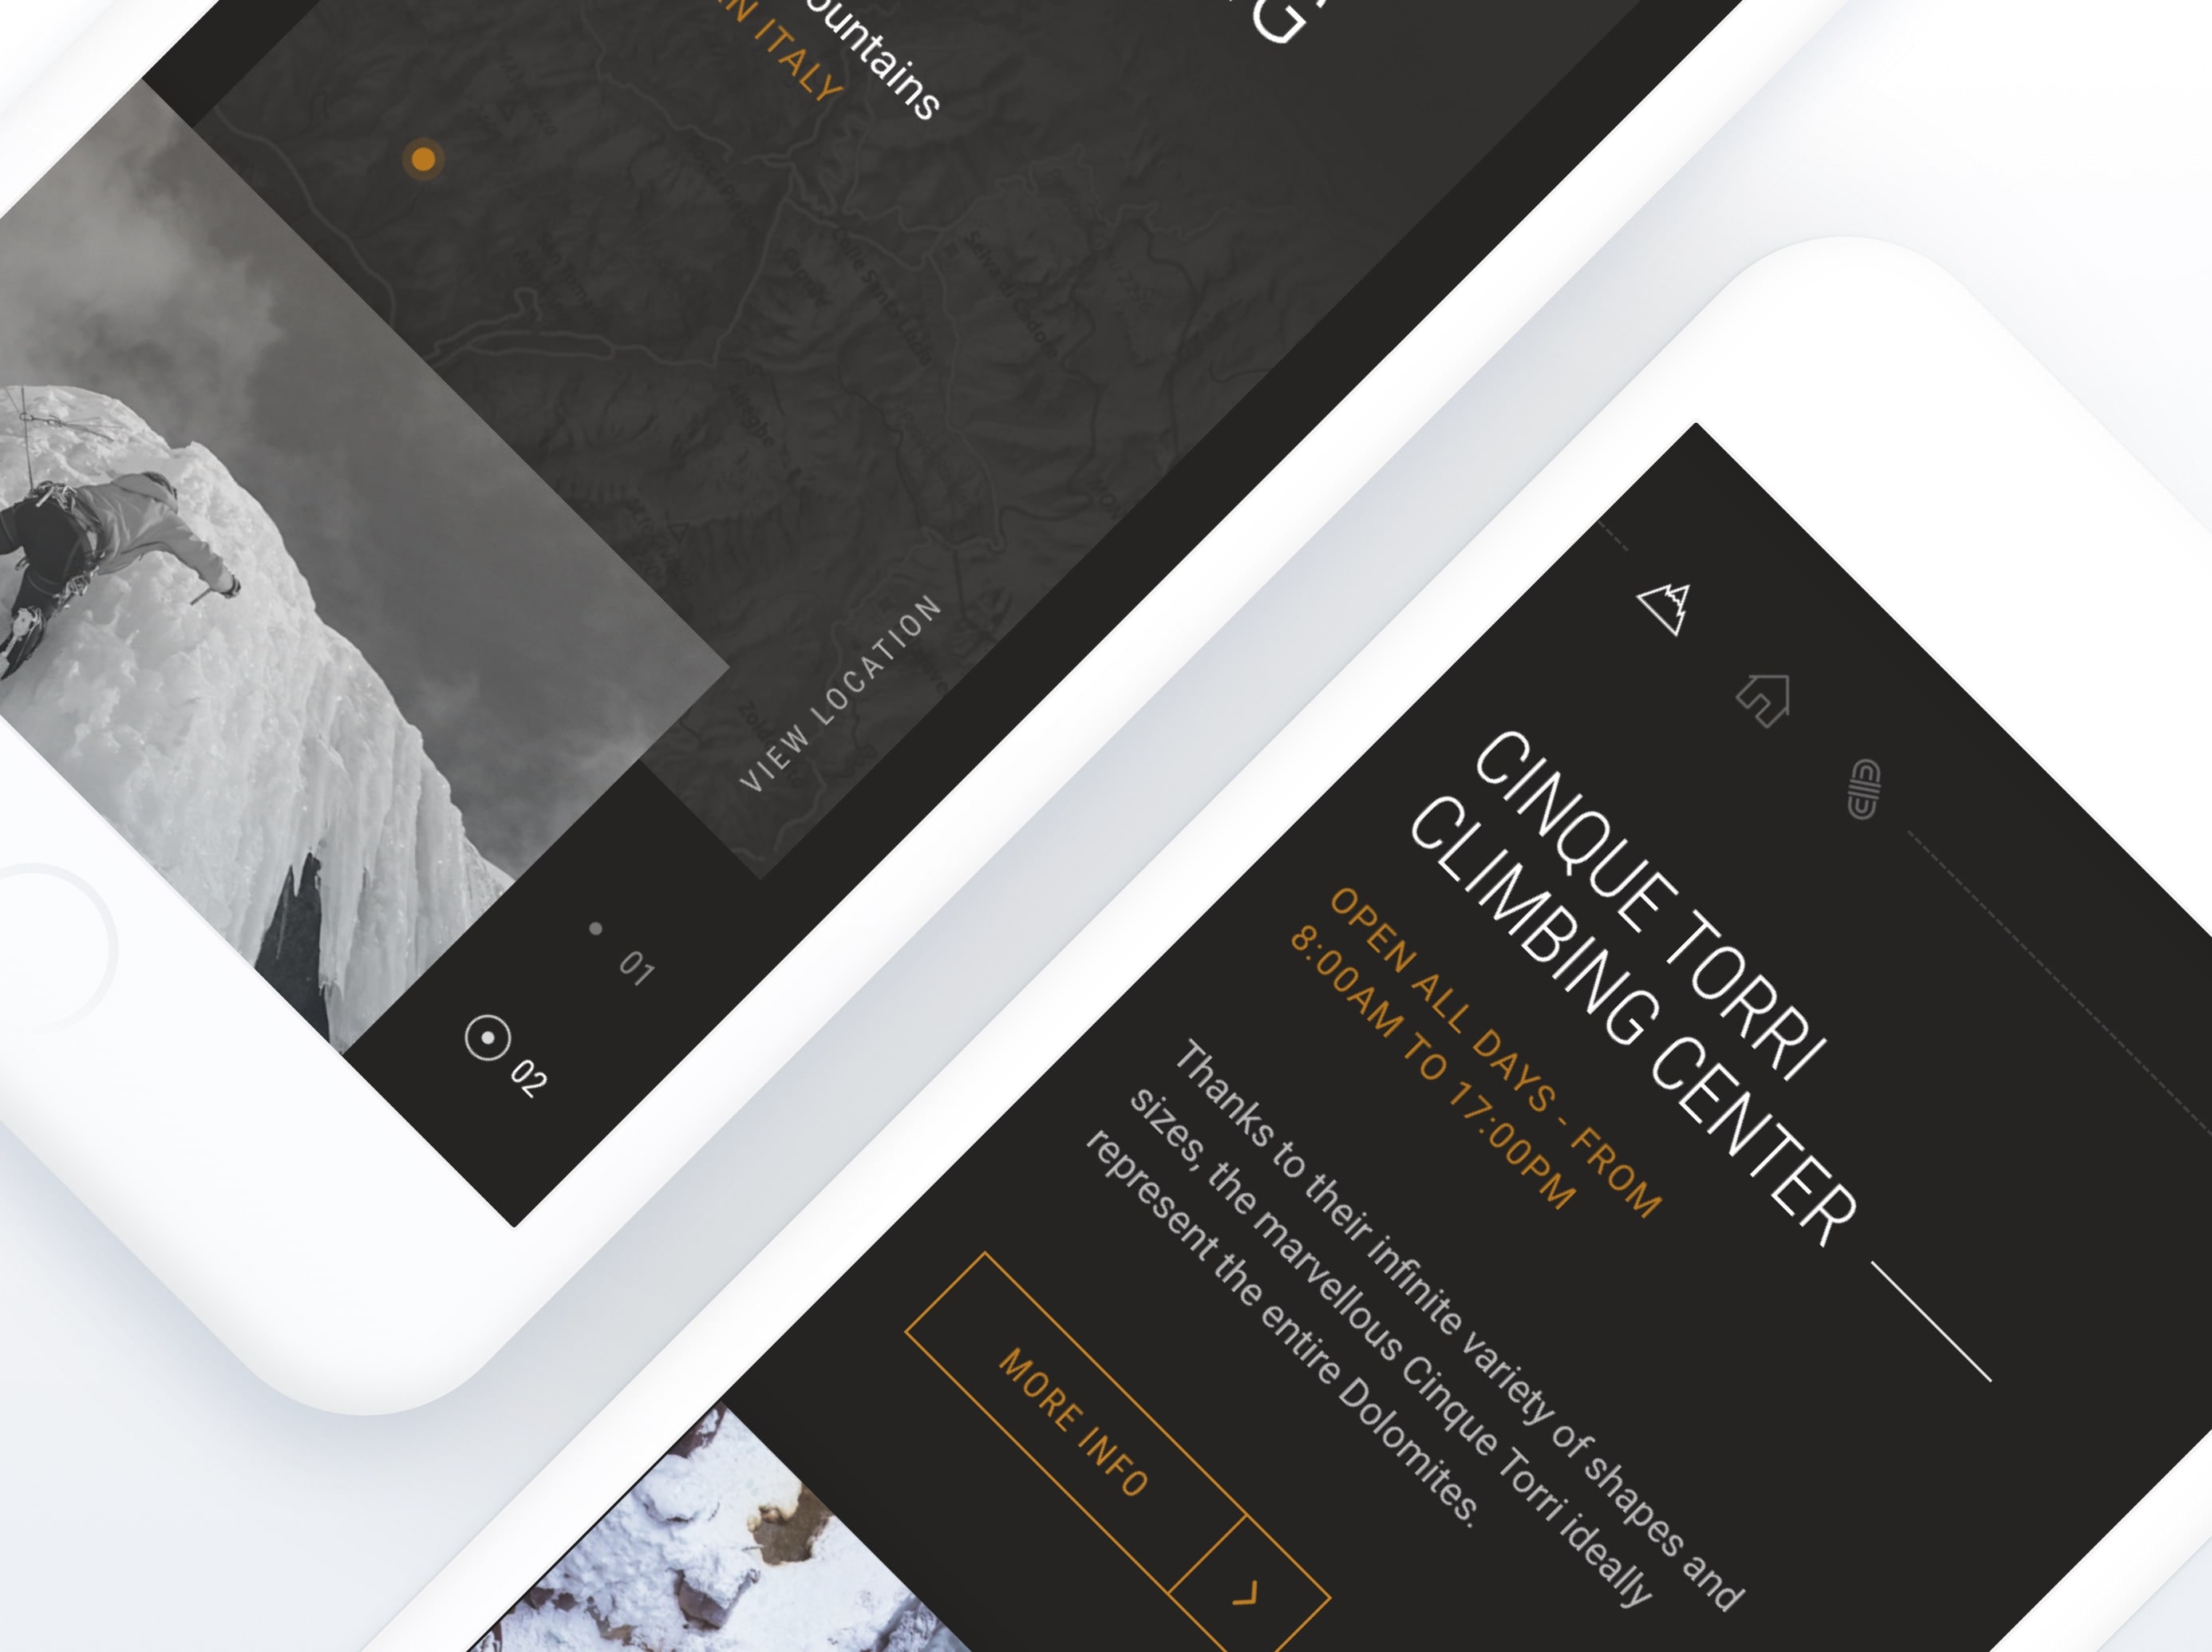 G
ountains
N ITALY
VIEW LOCATION
01
02
CINQUE TORRI
CLIMBING CENTER
OPEN ALL DAYS - FROM
8:00AM TO 17:00PM
Thanks to their infinite variety of shapes and
sizes, the marvellous Cinque Torri ideally
represent the entire Dolomites.
MORE INFO